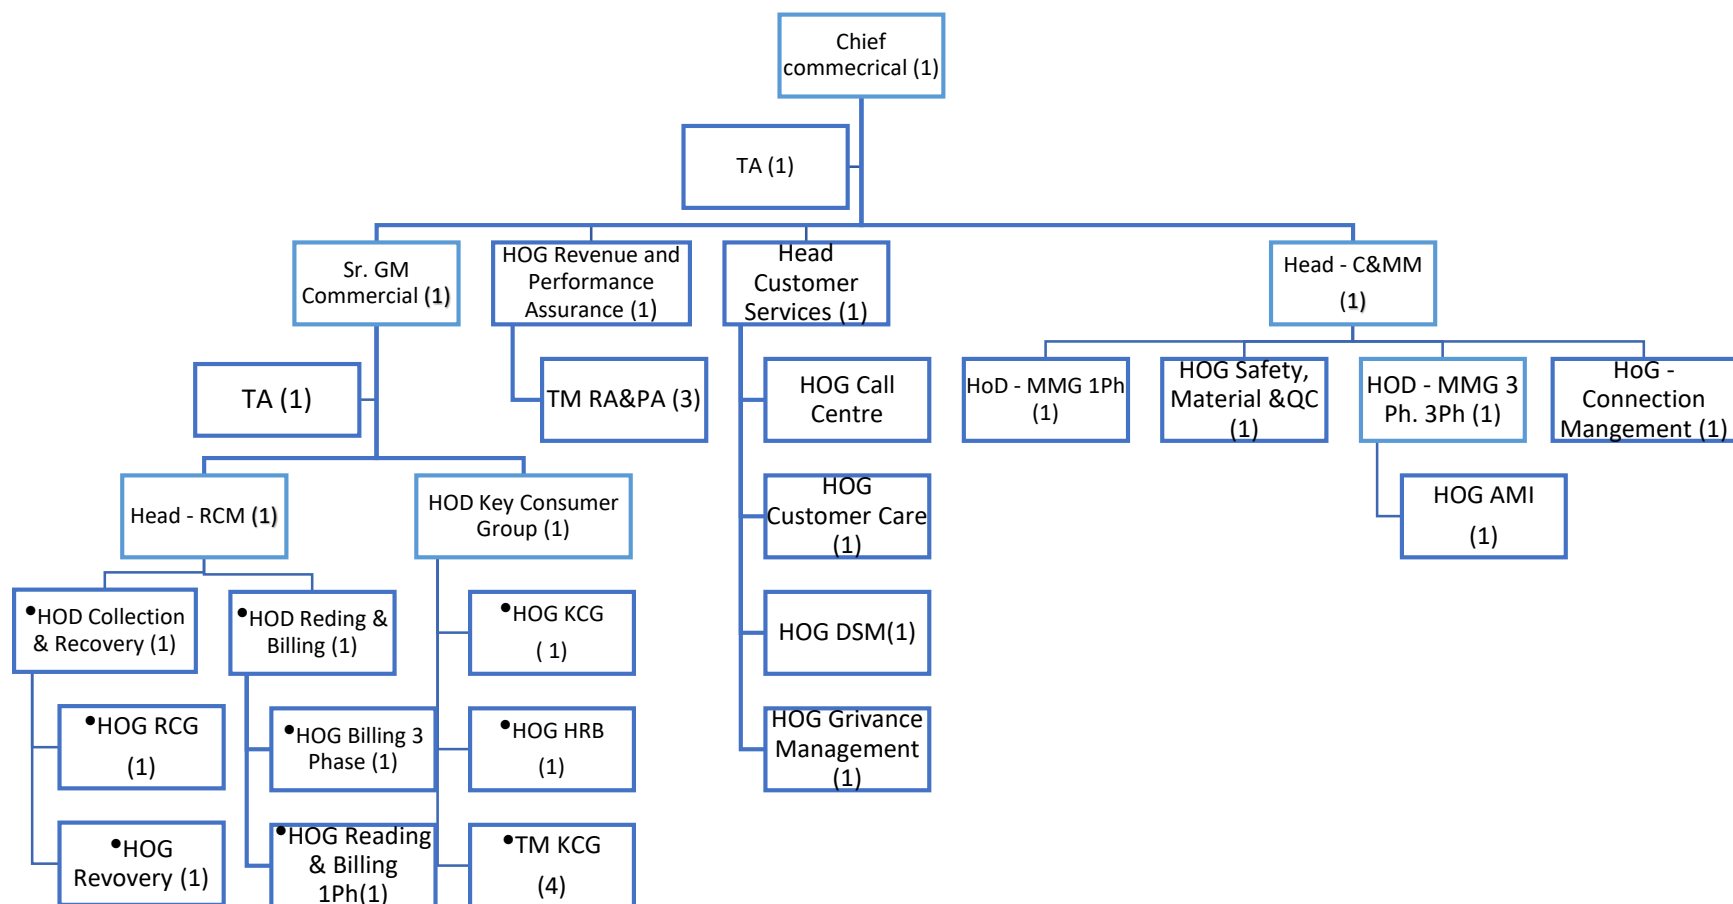 Chief
commecrical (1)
TA (1)
Sr. GM
Commercial (1)
HOG Revenue and
Performance
Assurance (1)
Head
Customer
Services (1)
Head - C&MM
(1)
TA (1)
TM RA&PA (3)
HOG Call
Centre
HoD - MMG 1Ph
(1)
HOG Safety,
Material &QC
(1)
HOD - MMG 3
Ph. 3Ph (1)
HoG -
Connection
Mangement (1)
Head - RCM (1)
HOD Key Consumer
Group (1)
HOG
Customer Care
(1)
HOG AMI
(1)
•HOD Collection
& Recovery (1)
•HOD Reding &
Billing (1)
•HOG KCG
( 1)
HOG DSM(1)
•HOG RCG
(1)
•HOG Billing 3
Phase (1)
•HOG HRB
(1)
HOG Grivance
Management
(1)
•HOG
Revovery (1)
•HOG Reading
& Billing
1Ph(1)
•TM KCG
(4)